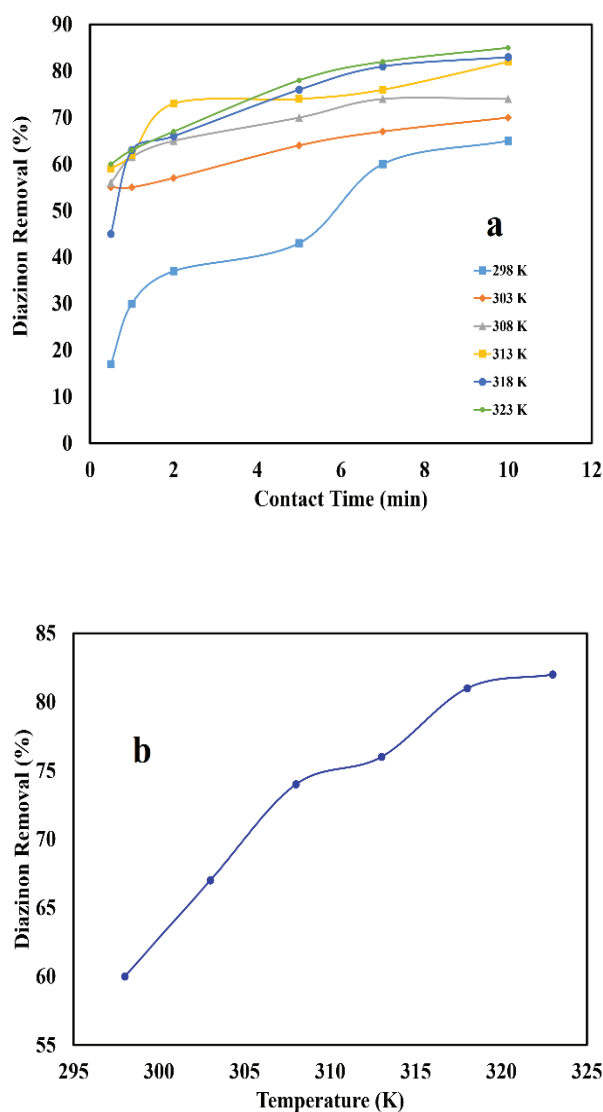 90
80
70
60
50
40
30
20
10
0
Diazinon Removal (%)
a
298 K
303 K
308 K
313 K
318 K
323 K
0 2 4 6 8 10 12
Contact Time (min)
85
80
75
70
65
60
55
Diazinon Removal (%)
b
295 300 305 310 315 320 325
Temperature (K)